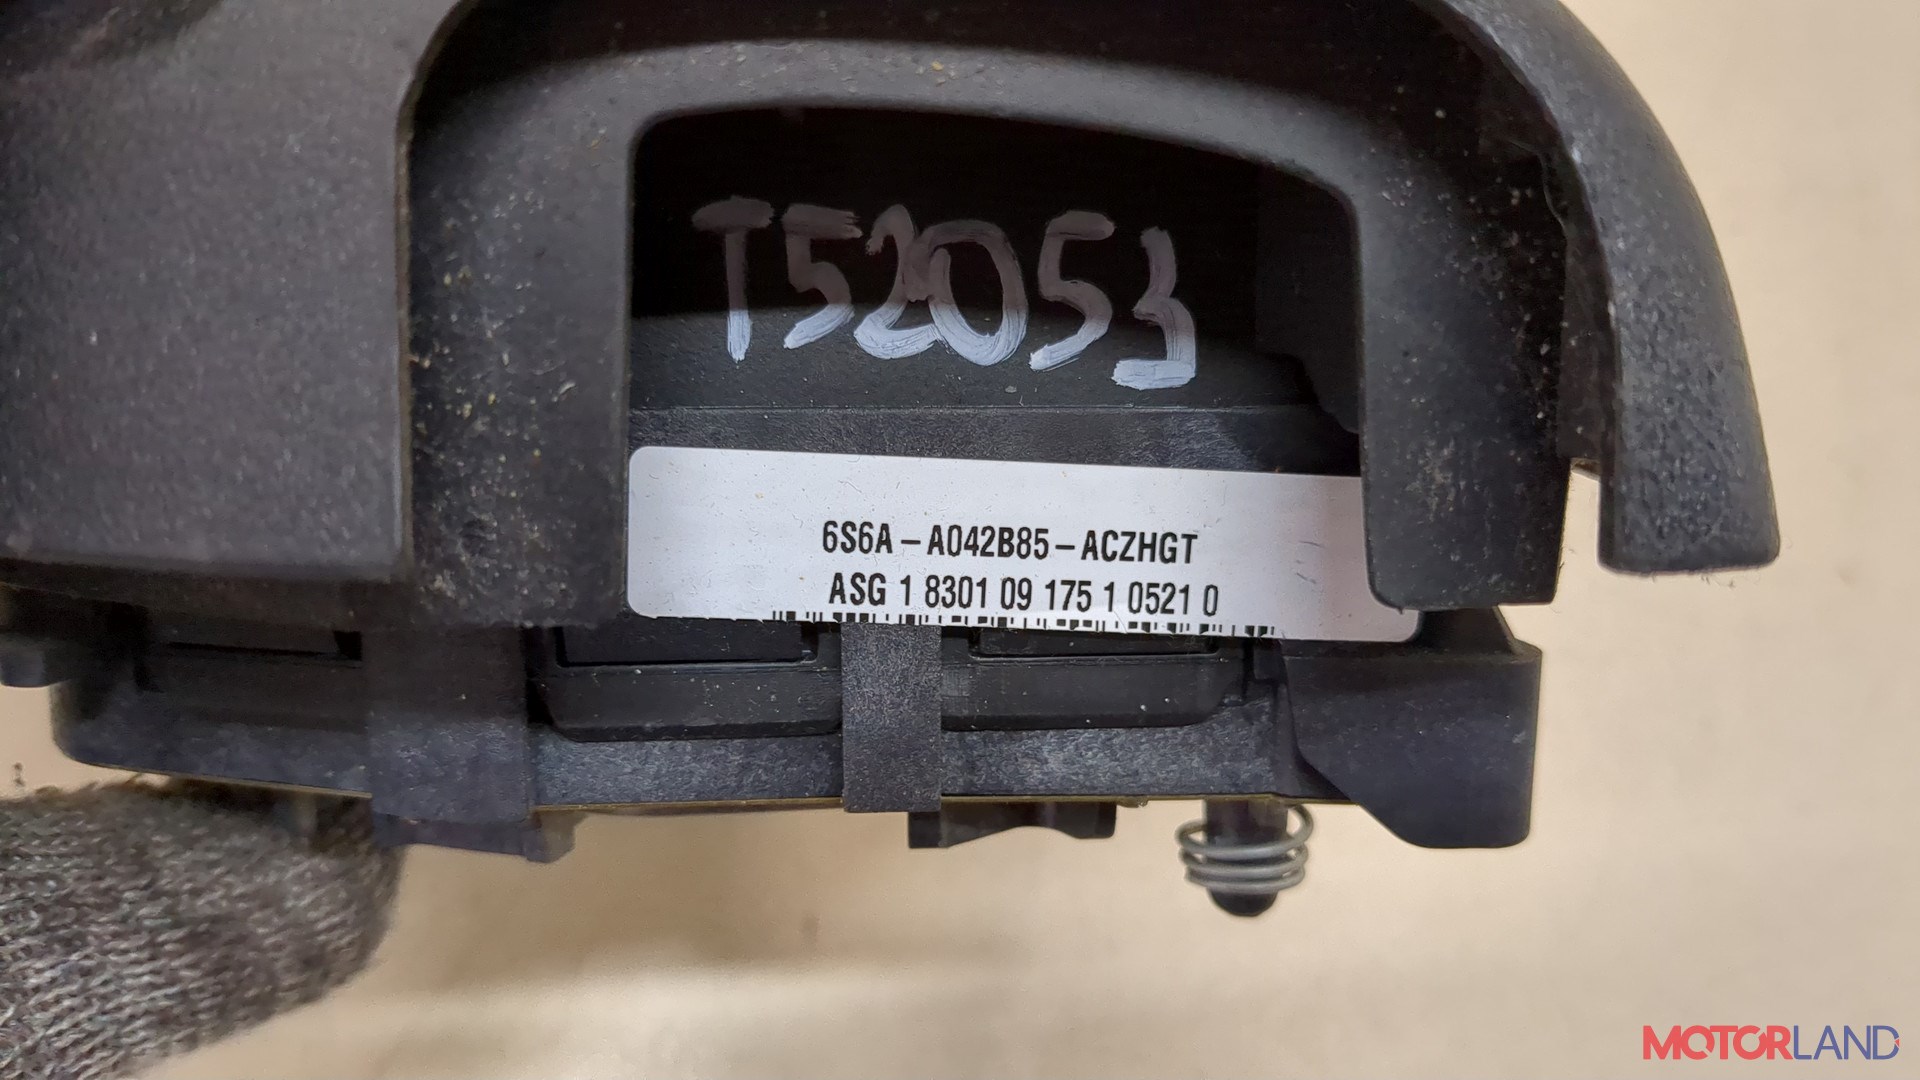 T52053
6S6A – A042B85 – ACZHGT
ASG 1 8301 09 175 1 0521 0
MOTORLAND